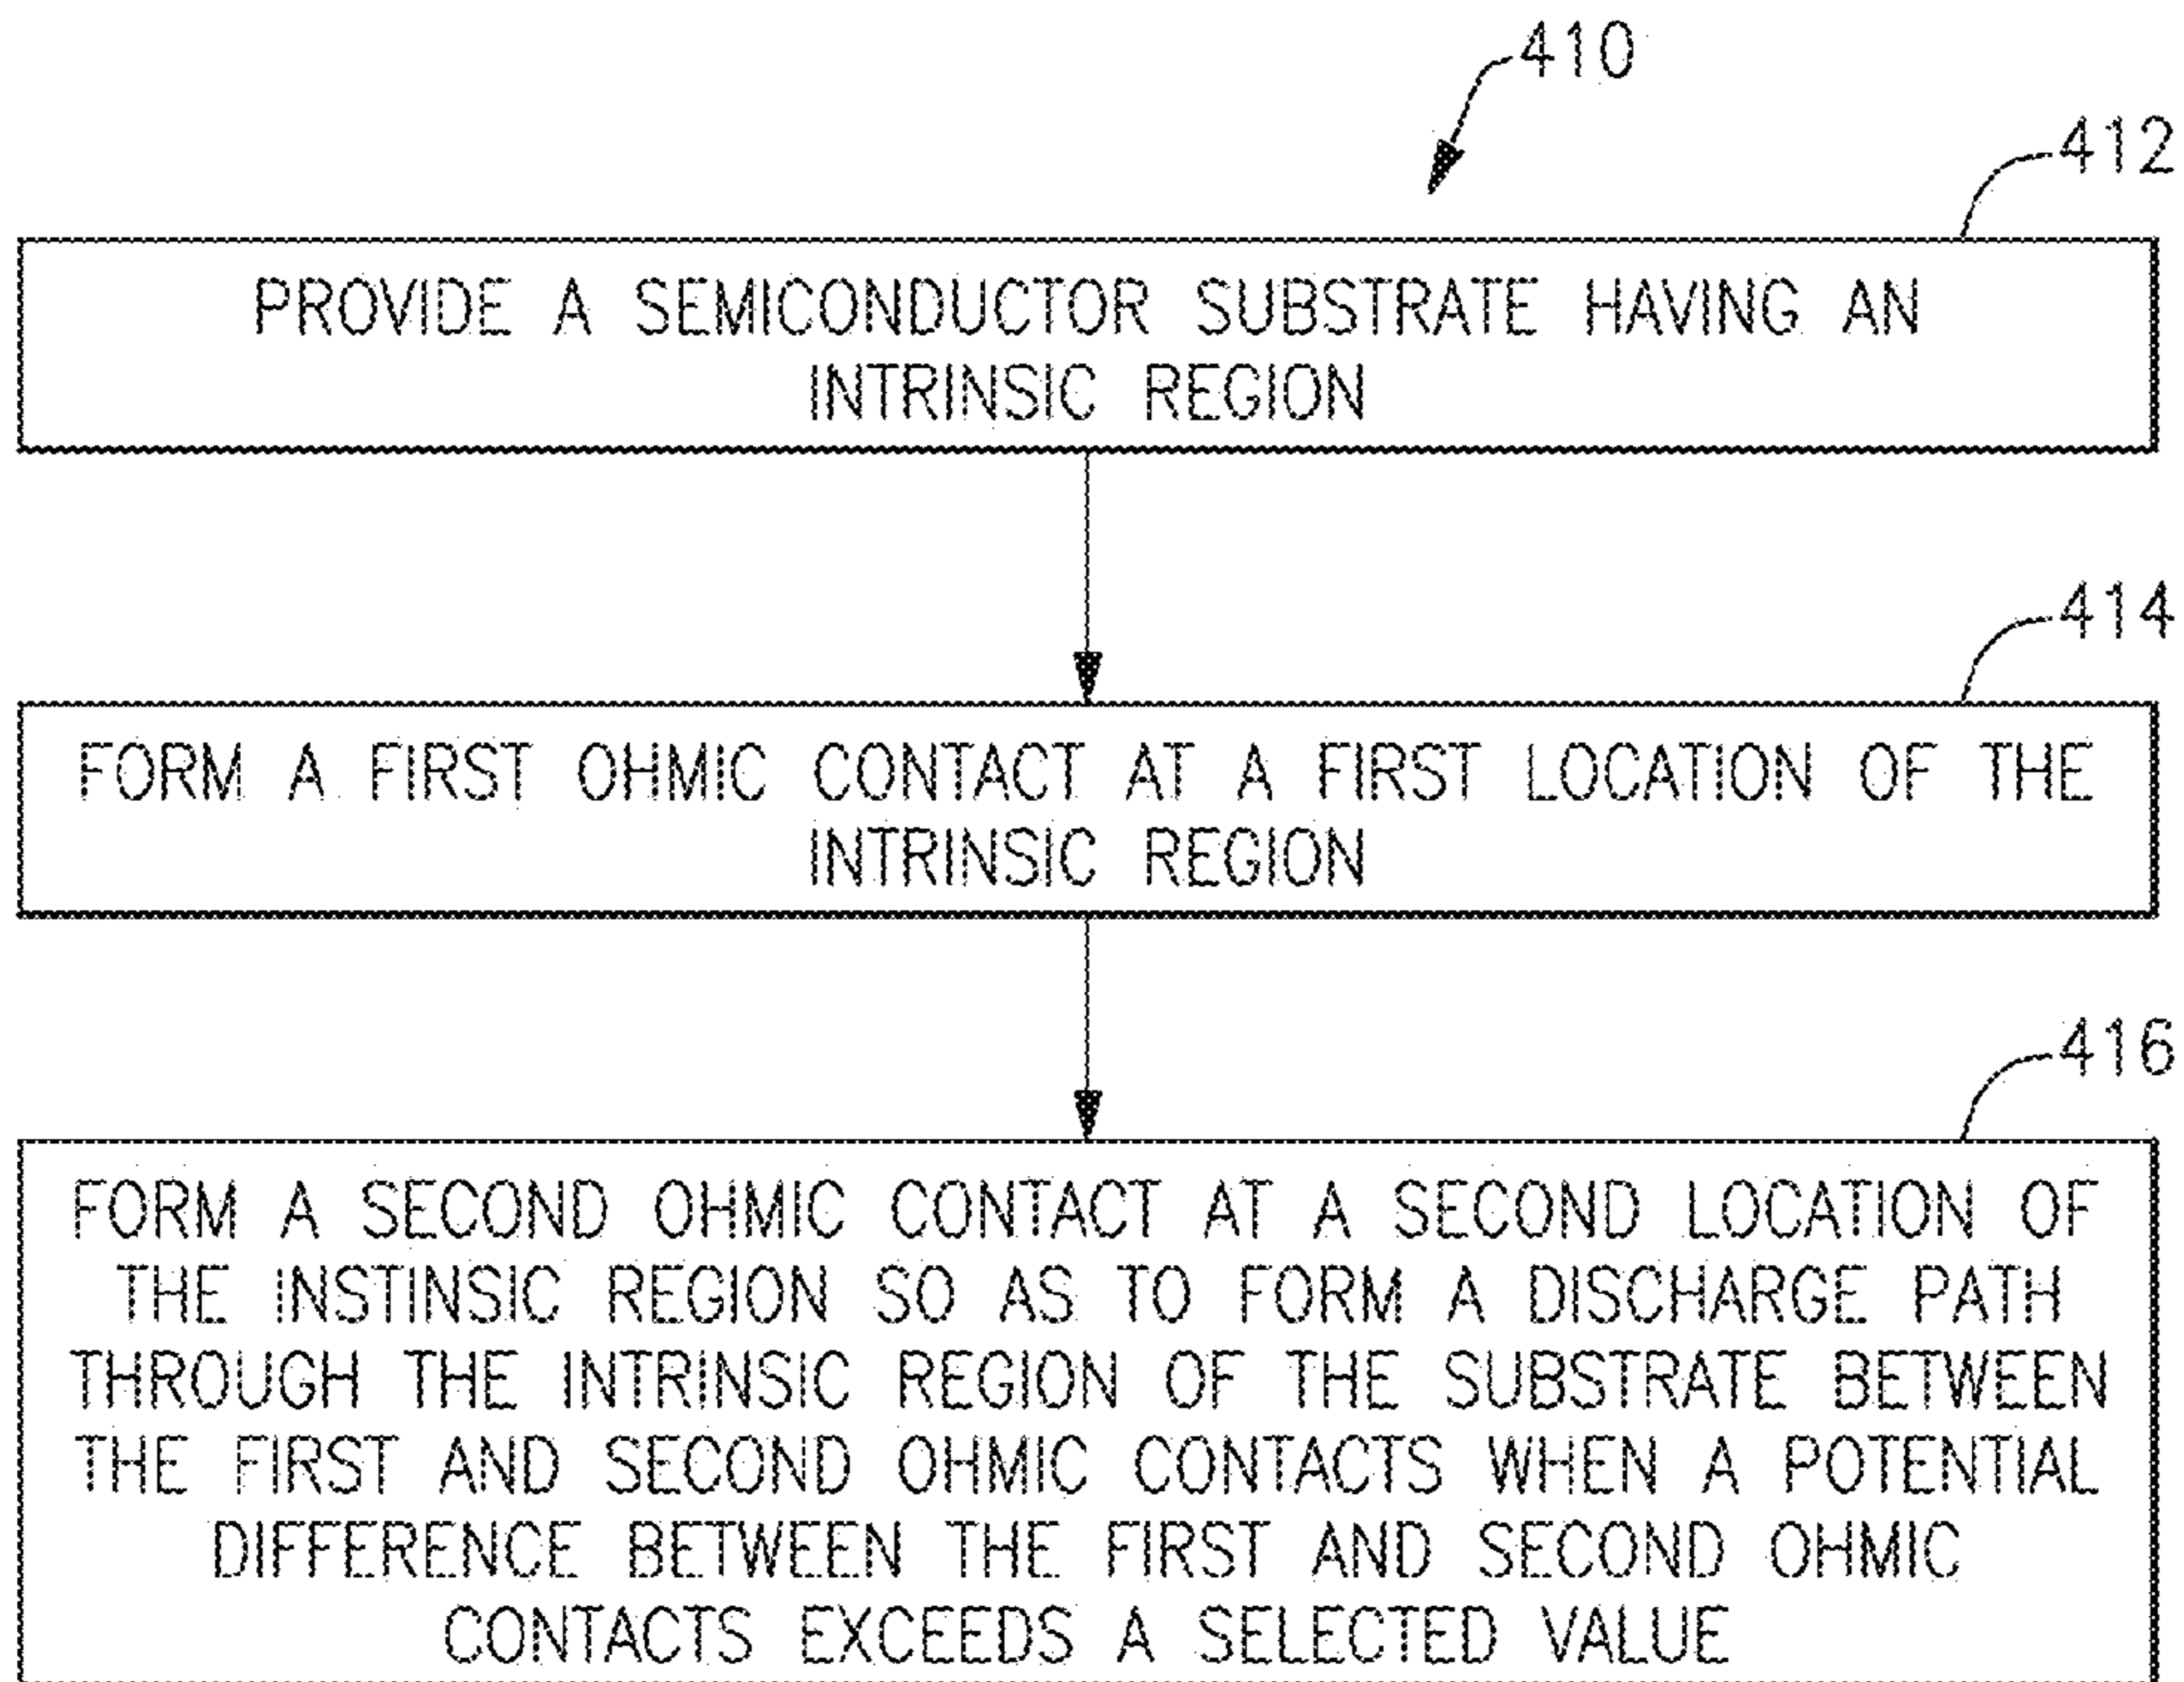 410
412
PROVIDE A SEMICONDUCTOR SUBSTRATE HAVING AN
INTRINSIC REGION
414
FORM A FIRST OHMIC CONTACT AT A FIRST LOCATION OF THE
INTRINSIC REGION
416
FORM A SECOND OHMIC CONTACT AT A SECOND LOCATION OF
THE INSTINSIC REGION SO AS TO FORM A DISCHARGE PATH
THROUGH THE INTRINSIC REGION OF THE SUBSTRATE BETWEEN
THE FIRST AND SECOND OHMIC CONTACTS WHEN A POTENTIAL
DIFFERENCE BETWEEN THE FIRST AND SECOND OHMIC
CONTACTS EXCEEDS A SELECTED VALUE